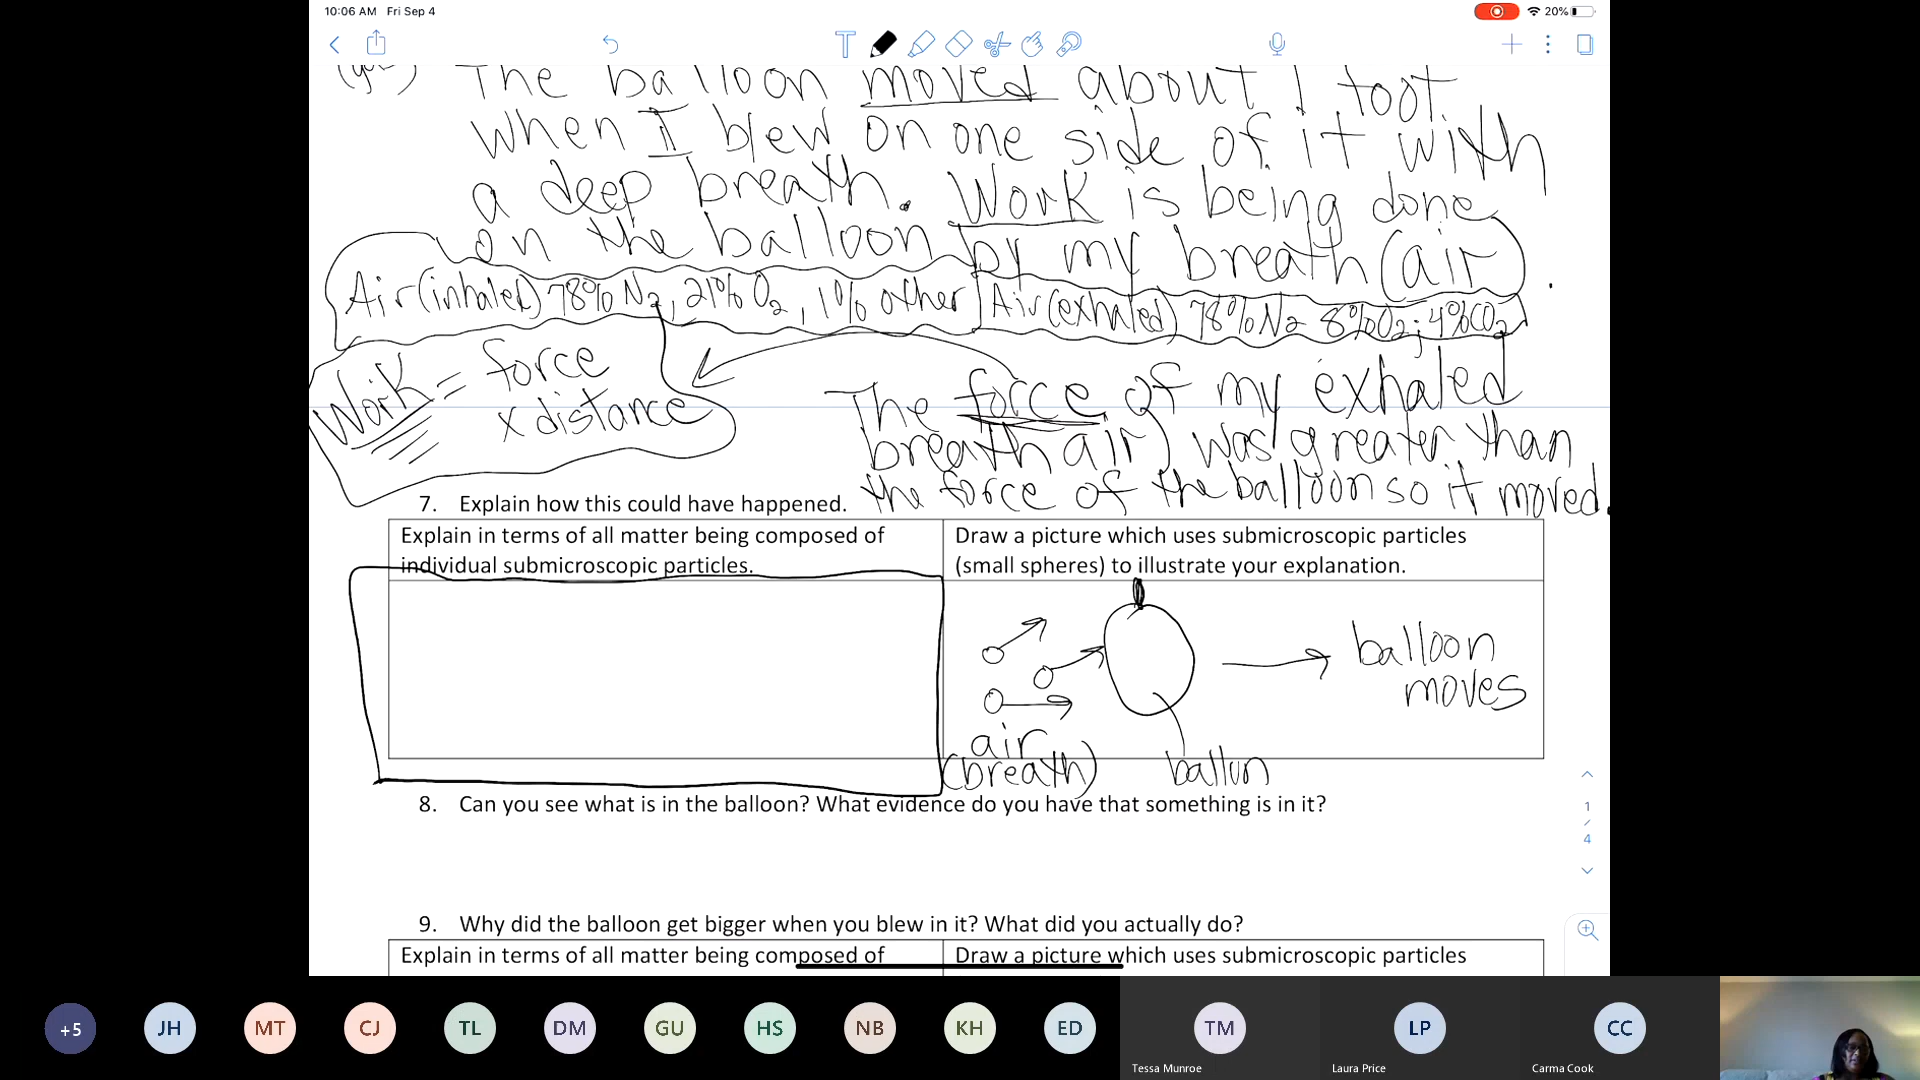 10:06 AM Fri Sep 4
20%
T
The balloon moved about 1 foot
when I blew on one side of it with
a deep breath. Work is being done
on the balloon by my breath (air)
Air (inhaled) 78% N2, 21% O2, 1% other Air (exhaled) 78% N2 8% O2; 4% CO2
Work = force
x distance
The force of my exhaled
breath air) was greater than
the force of the balloon so it moved.
7. Explain how this could have happened.
Explain in terms of all matter being composed of
individual submicroscopic particles.
Draw a picture which uses submicroscopic particles
(small spheres) to illustrate your explanation.
balloon
moves
air
(breath)
ballun
8. Can you see what is in the balloon? What evidence do you have that something is in it?
1
/
4
9. Why did the balloon get bigger when you blew in it? What did you actually do?
Explain in terms of all matter being composed of
Draw a picture which uses submicroscopic particles
+5 JH MT CJ TL DM GU HS NB KH ED TM LP CC
Tessa Munroe Laura Price Carma Cook